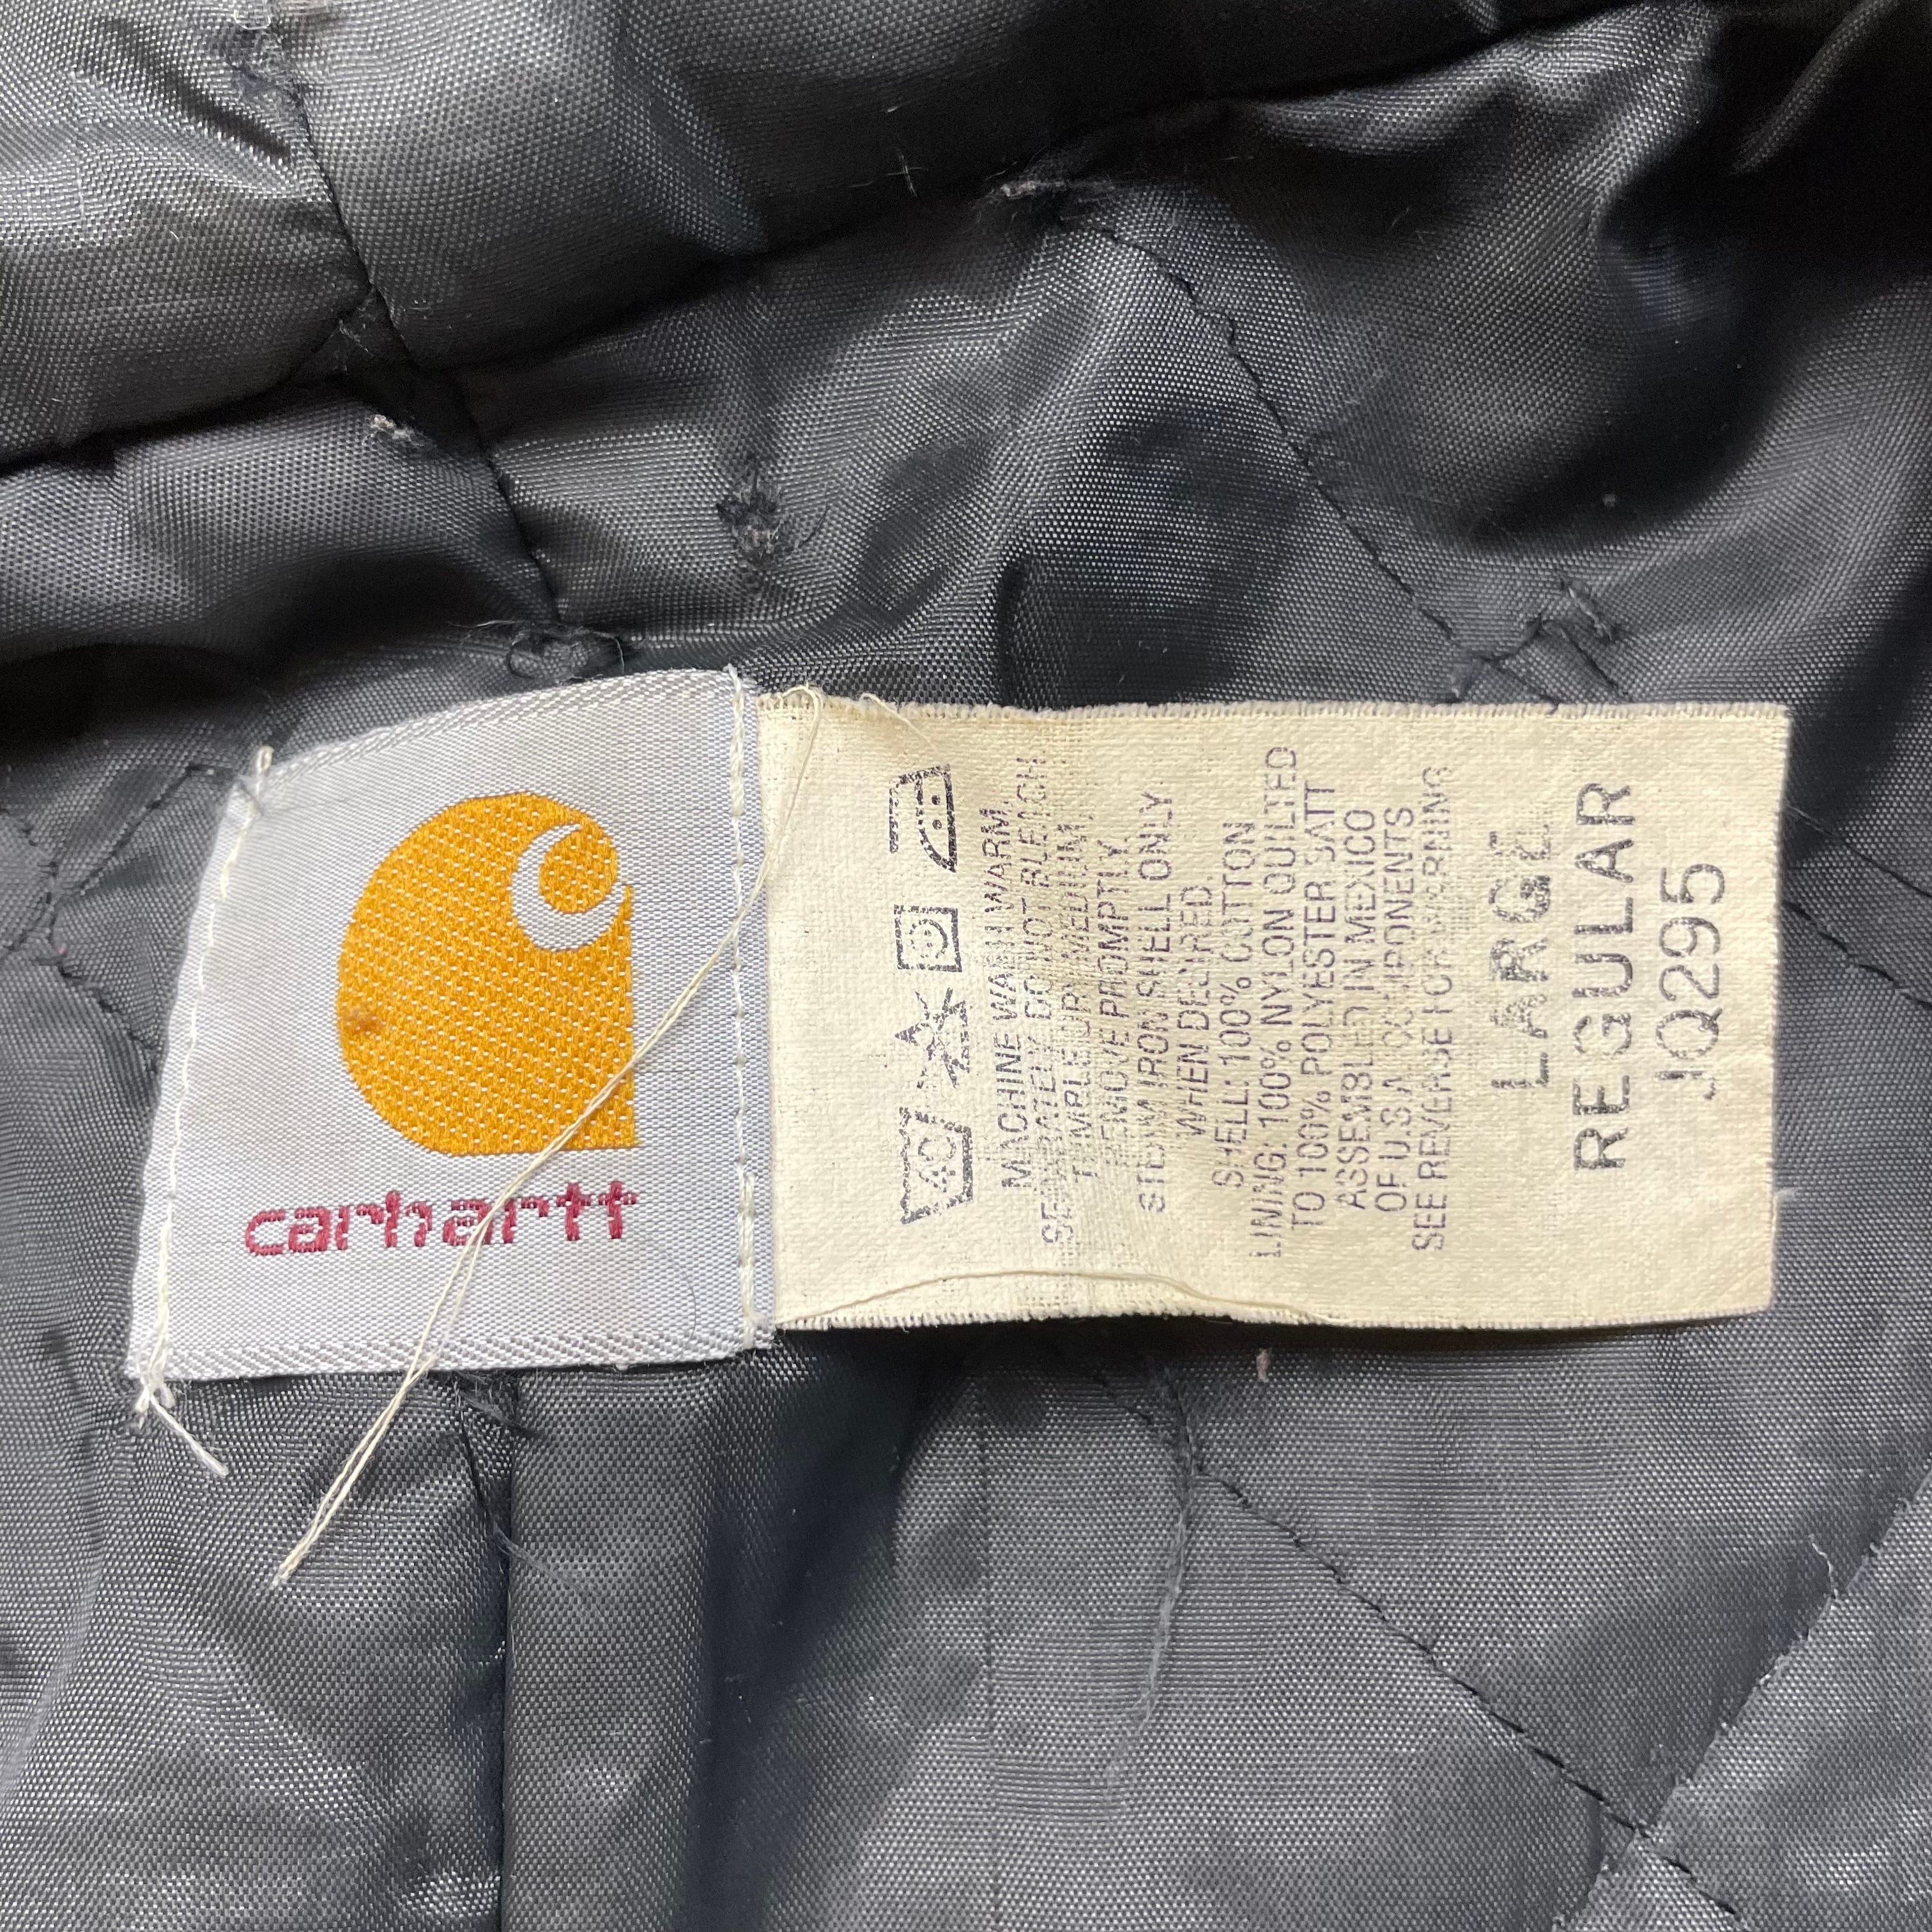 carhartt
40
MACHINE WASH WARM,
SEPARATELY. DO NOT BLEACH.
TUMBLE DRY MEDIUM,
REMOVE PROMPTLY.
STEAM IRON SHELL ONLY
WHEN DESIRED.
SHELL: 100% COTTON
LINING: 100% NYLON QUILTED
TO 100% POLYESTER BATT
ASSEMBLED IN MEXICO
OF U.S.A. COMPONENTS
SEE REVERSE FOR WARNING
LARGE
REGULAR
JQ295